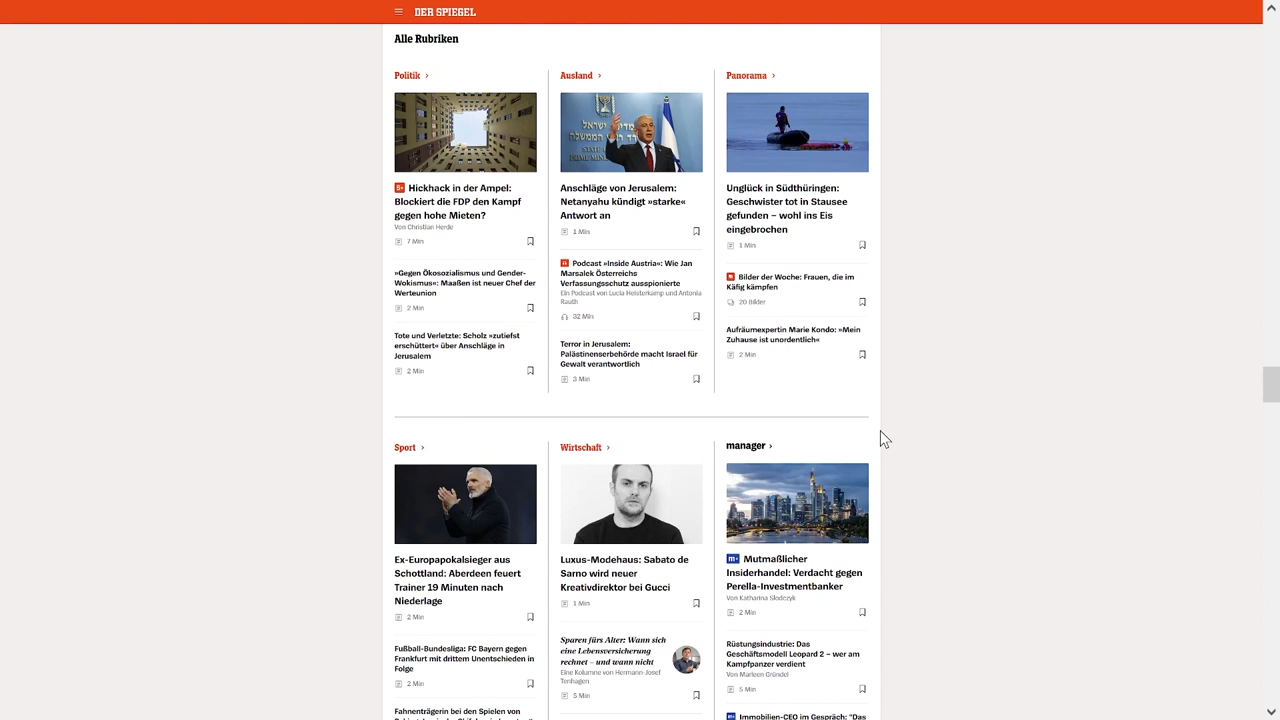 DER SPIEGEL
Alle Rubriken
Politik
Hickhack in der Ampel:
Blockiert die FDP den Kampf
gegen hohe Mieten?
Von Christian Herde
7 Min
»Gegen Ökosozialismus und Gender-
Wokismus«: Maaßen ist neuer Chef der
Werteunion
2 Min
Tote und Verletzte: Scholz »zutiefst
erschüttert« über Anschläge in
Jerusalem
2 Min
Ausland
Anschläge von Jerusalem:
Netanyahu kündigt »starke«
Antwort an
1 Min
Podcast »Inside Austria«: Wie Jan
Marsalek Österreichs
Verfassungsschutz ausspionierte
Ein Podcast von Lucia Heisterkamp und Antonia
Rauth
32 Min
Terror in Jerusalem:
Palästinenserbehörde macht Israel für
Gewalt verantwortlich
3 Min
Panorama
Unglück in Südthüringen:
Geschwister tot in Stausee
gefunden – wohl ins Eis
eingebrochen
1 Min
Bilder der Woche: Frauen, die im
Käfig kämpfen
20 Bilder
Aufräumexpertin Marie Kondo: »Mein
Zuhause ist unordentlich«
2 Min
Sport
Ex-Europapokalsieger aus
Schottland: Aberdeen feuert
Trainer 19 Minuten nach
Niederlage
2 Min
Fußball-Bundesliga: FC Bayern gegen
Frankfurt mit drittem Unentschieden in
Folge
2 Min
Fahnenträgerin bei den Spielen von
Wirtschaft
Luxus-Modehaus: Sabato de
Sarno wird neuer
Kreativdirektor bei Gucci
1 Min
Sparen fürs Alter: Wann sich
eine Lebensversicherung
rechnet – und wann nicht
Eine Kolumne von Hermann-Josef
Tenhagen
5 Min
manager
m+ Mutmaßlicher
Insiderhandel: Verdacht gegen
Perella-Investmentbanker
Von Katharina Slodczyk
2 Min
Rüstungsindustrie: Das
Geschäftsmodell Leopard 2 – wer am
Kampfpanzer verdient
Von Marleen Gründel
5 Min
m+ Immobilien-CEO im Gespräch: "Das